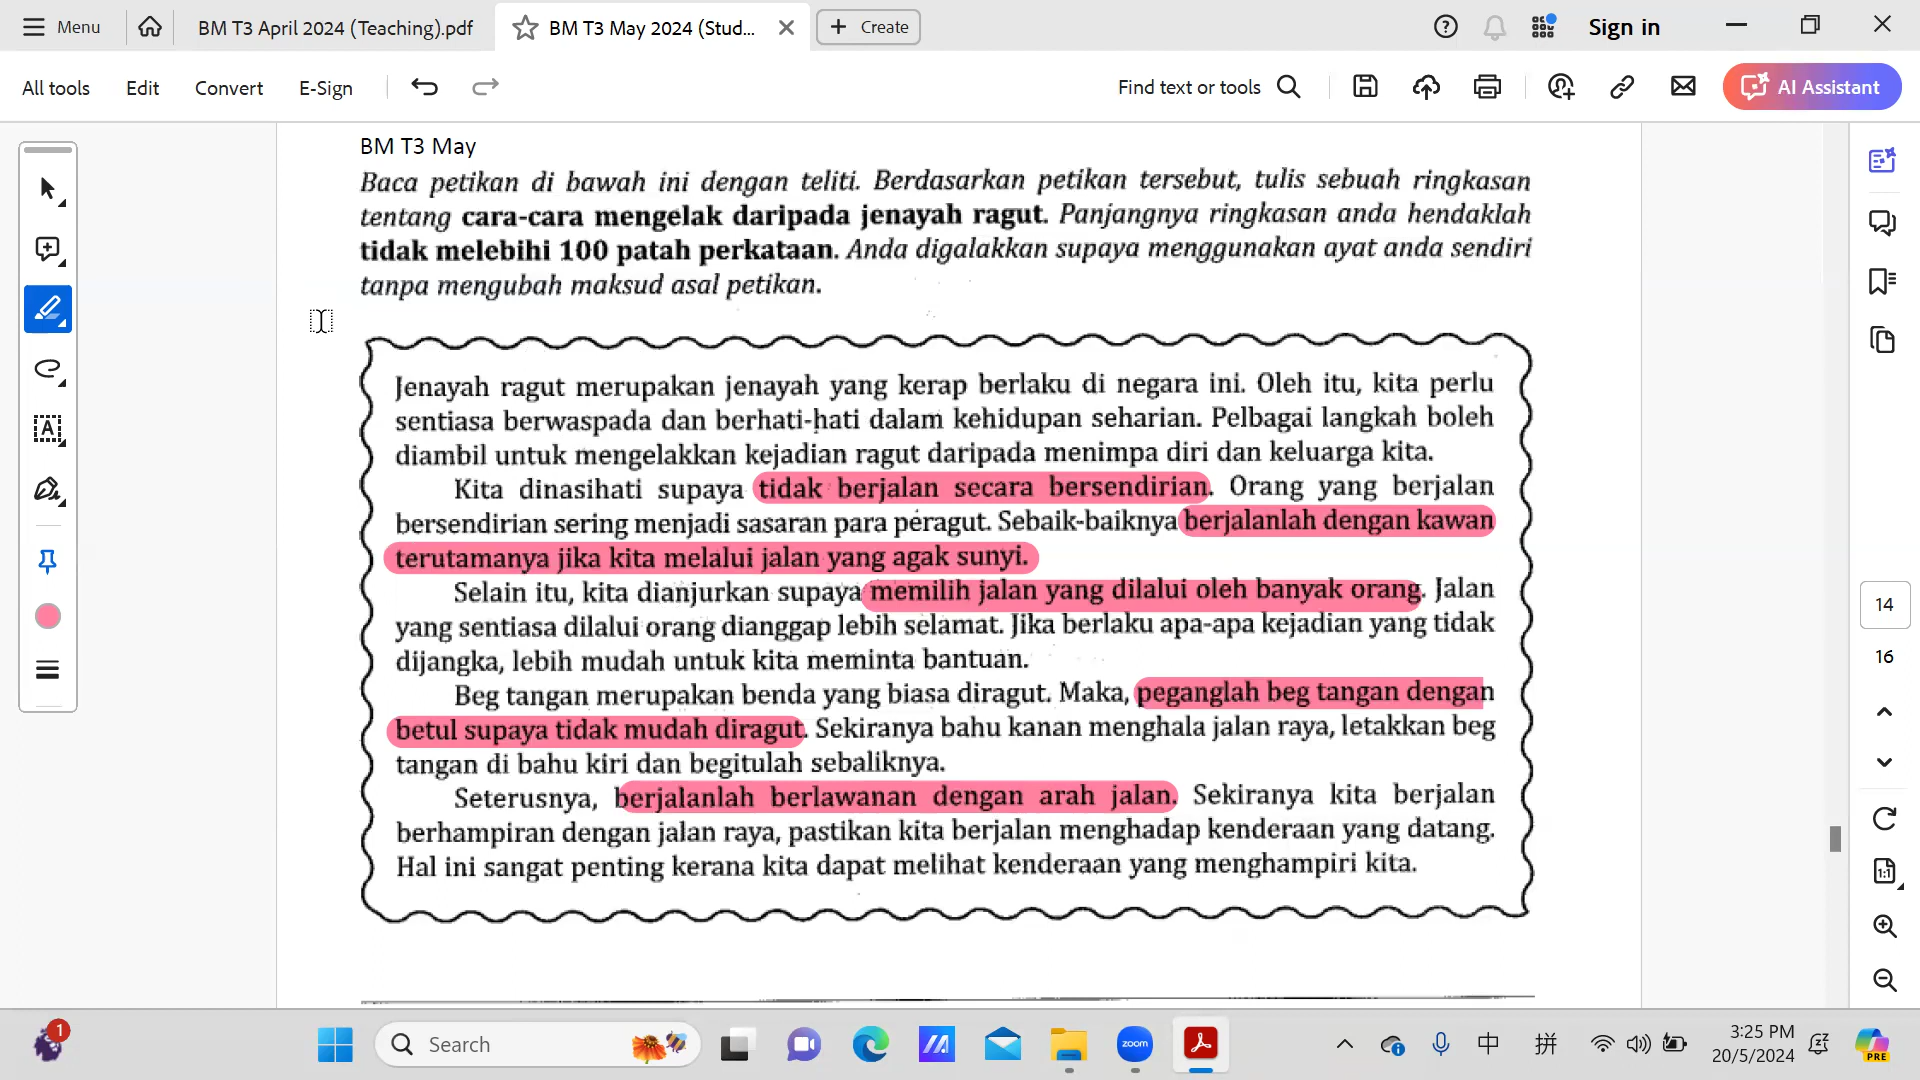 Menu
BM T3 April 2024 (Teaching).pdf
BM T3 May 2024 (Stud...
Create
Sign in
All tools
Edit
Convert
E-Sign
Find text or tools
AI Assistant
BM T3 May
Baca petikan di bawah ini dengan teliti. Berdasarkan petikan tersebut, tulis sebuah ringkasan
tentang cara-cara mengelak daripada jenayah ragut. Panjangnya ringkasan anda hendaklah
tidak melebihi 100 patah perkataan. Anda digalakkan supaya menggunakan ayat anda sendiri
tanpa mengubah maksud asal petikan.
Jenayah ragut merupakan jenayah yang kerap berlaku di negara ini. Oleh itu, kita perlu
sentiasa berwaspada dan berhati-hati dalam kehidupan seharian. Pelbagai langkah boleh
diambil untuk mengelakkan kejadian ragut daripada menimpa diri dan keluarga kita.
Kita dinasihati supaya tidak berjalan secara bersendirian. Orang yang berjalan
bersendirian sering menjadi sasaran para peragut. Sebaik-baiknya berjalanlah dengan kawan
terutamanya jika kita melalui jalan yang agak sunyi.
Selain itu, kita dianjurkan supaya memilih jalan yang dilalui oleh banyak orang. Jalan
yang sentiasa dilalui orang dianggap lebih selamat. Jika berlaku apa-apa kejadian yang tidak
dijangka, lebih mudah untuk kita meminta bantuan.
Beg tangan merupakan benda yang biasa diragut. Maka, peganglah beg tangan dengan
betul supaya tidak mudah diragut. Sekiranya bahu kanan menghala jalan raya, letakkan beg
tangan di bahu kiri dan begitulah sebaliknya.
Seterusnya, berjalanlah berlawanan dengan arah jalan. Sekiranya kita berjalan
berhampiran dengan jalan raya, pastikan kita berjalan menghadap kenderaan yang datang.
Hal ini sangat penting kerana kita dapat melihat kenderaan yang menghampiri kita.
14
16
1:1
1
Search
zoom
中
拼
3:25 PM
20/5/2024
PRE